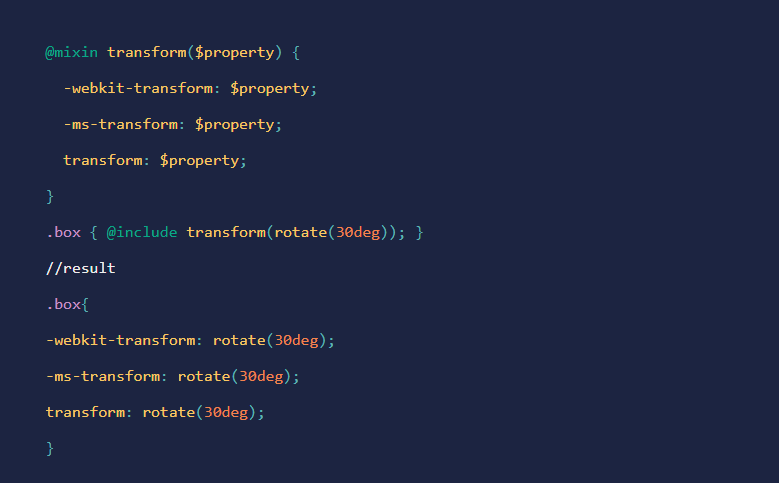 @mixin transform($property) {
-webkit-transform: $property;
-ms-transform: $property;
transform: $property;
}
.box { @include transform(rotate(30deg)); }
//result
.box{
-webkit-transform: rotate(30deg);
-ms-transform: rotate(30deg);
transform: rotate(30deg);
}